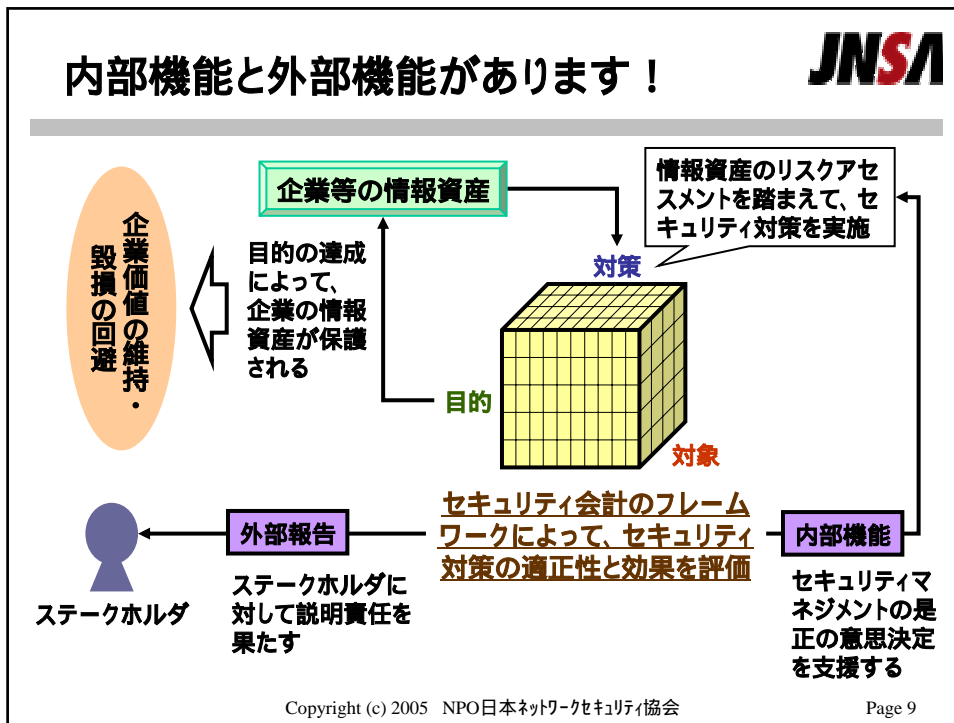 内部機能と外部機能があります！
JNSA
企業等の情報資産
情報資産のリスクアセ
スメントを踏まえて、セ
キュリティ対策を実施
企業価値の維持・
毀損の回避
目的の達成
によって、
企業の情報
資産が保護
される
対策
目的
対象
セキュリティ会計のフレーム
ワークによって、セキュリティ
対策の適正性と効果を評価
外部報告
内部機能
ステークホルダ
ステークホルダに
対して説明責任を
果たす
セキュリティマ
ネジメントの是
正の意思決定
を支援する
Copyright (c) 2005 NPO日本ﾈｯﾄﾜｰｸｾｷｭﾘﾃｨ協会
Page 9